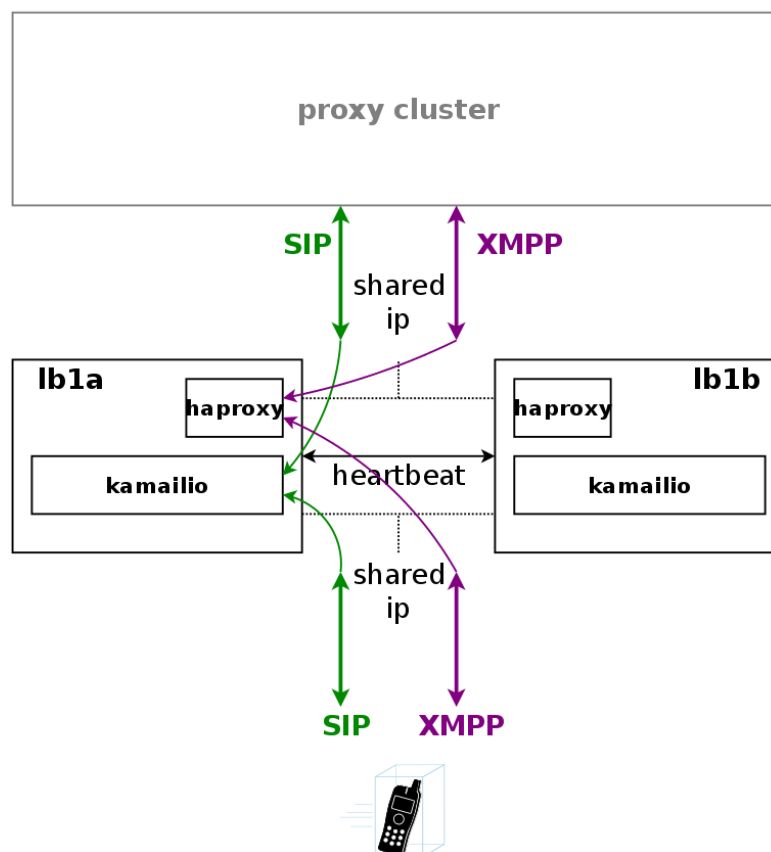 proxy cluster
SIP
XMPP
shared
ip
lb1a
lb1b
haproxy
haproxy
heartbeat
kamailio
kamailio
shared
ip
SIP
XMPP